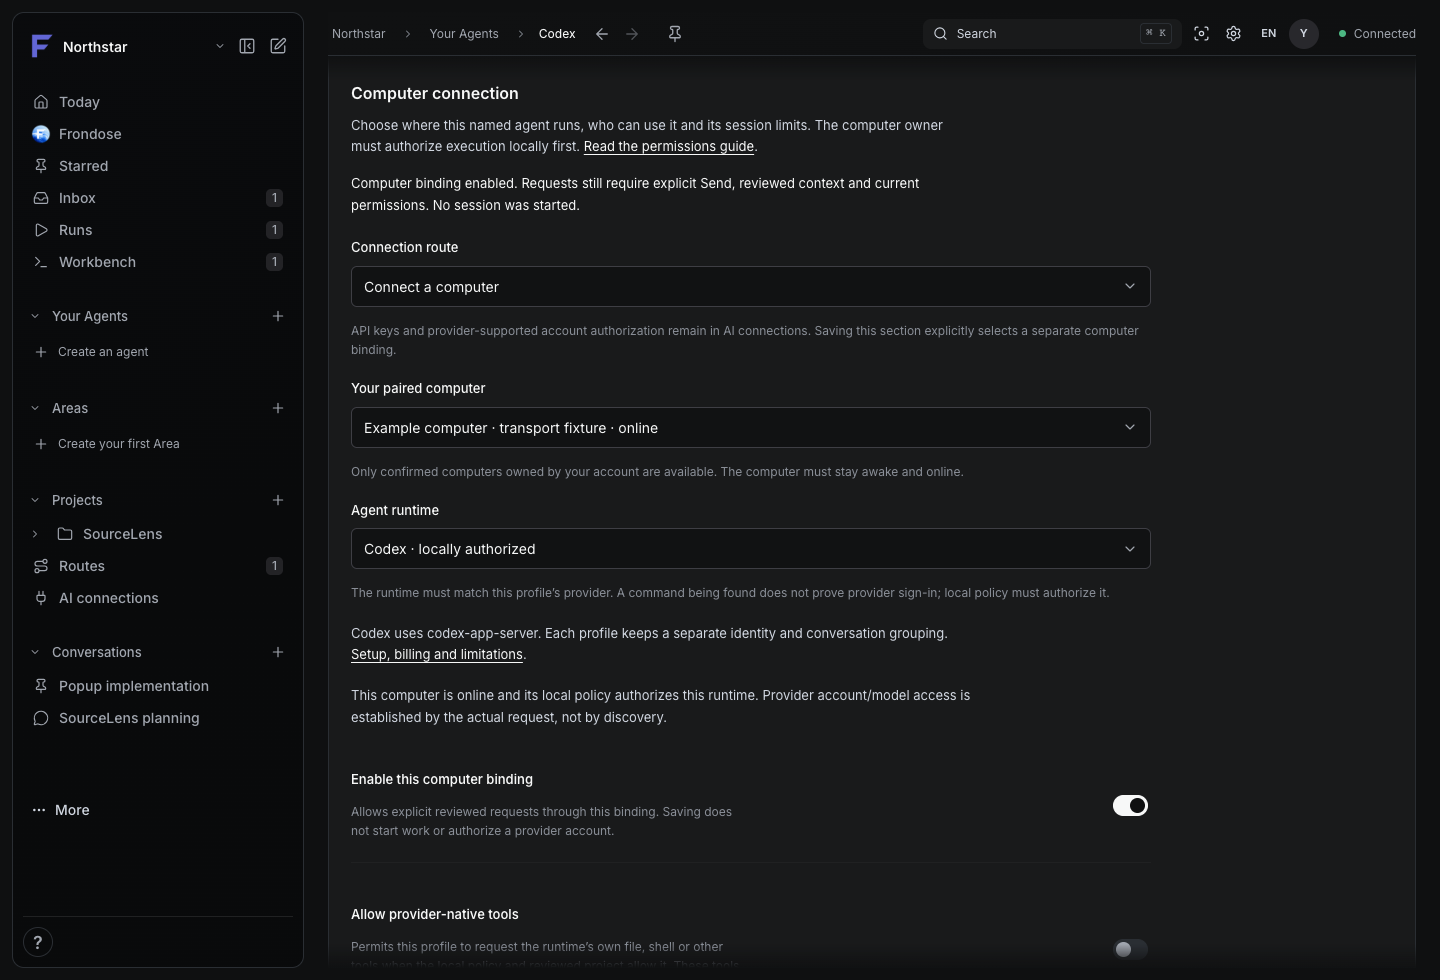 Northstar
Today
Frondose
Starred
Inbox 1
Runs 1
Workbench 1
Your Agents
Create an agent
Areas
Create your first Area
Projects
SourceLens
Routes 1
AI connections
Conversations
Popup implementation
SourceLens planning
More
?
Northstar > Your Agents > Codex
Search ⌘ K
EN
Y
Connected
Computer connection
Choose where this named agent runs, who can use it and its session limits. The computer owner
must authorize execution locally first. Read the permissions guide.
Computer binding enabled. Requests still require explicit Send, reviewed context and current
permissions. No session was started.
Connection route
Connect a computer
API keys and provider-supported account authorization remain in AI connections. Saving this section explicitly selects a separate computer
binding.
Your paired computer
Example computer · transport fixture · online
Only confirmed computers owned by your account are available. The computer must stay awake and online.
Agent runtime
Codex · locally authorized
The runtime must match this profile’s provider. A command being found does not prove provider sign-in; local policy must authorize it.
Codex uses codex-app-server. Each profile keeps a separate identity and conversation grouping.
Setup, billing and limitations.
This computer is online and its local policy authorizes this runtime. Provider account/model access is
established by the actual request, not by discovery.
Enable this computer binding
Allows explicit reviewed requests through this binding. Saving does
not start work or authorize a provider account.
Allow provider-native tools
Permits this profile to request the runtime’s own file, shell or other
tools when the local policy and reviewed project allow it. These tools